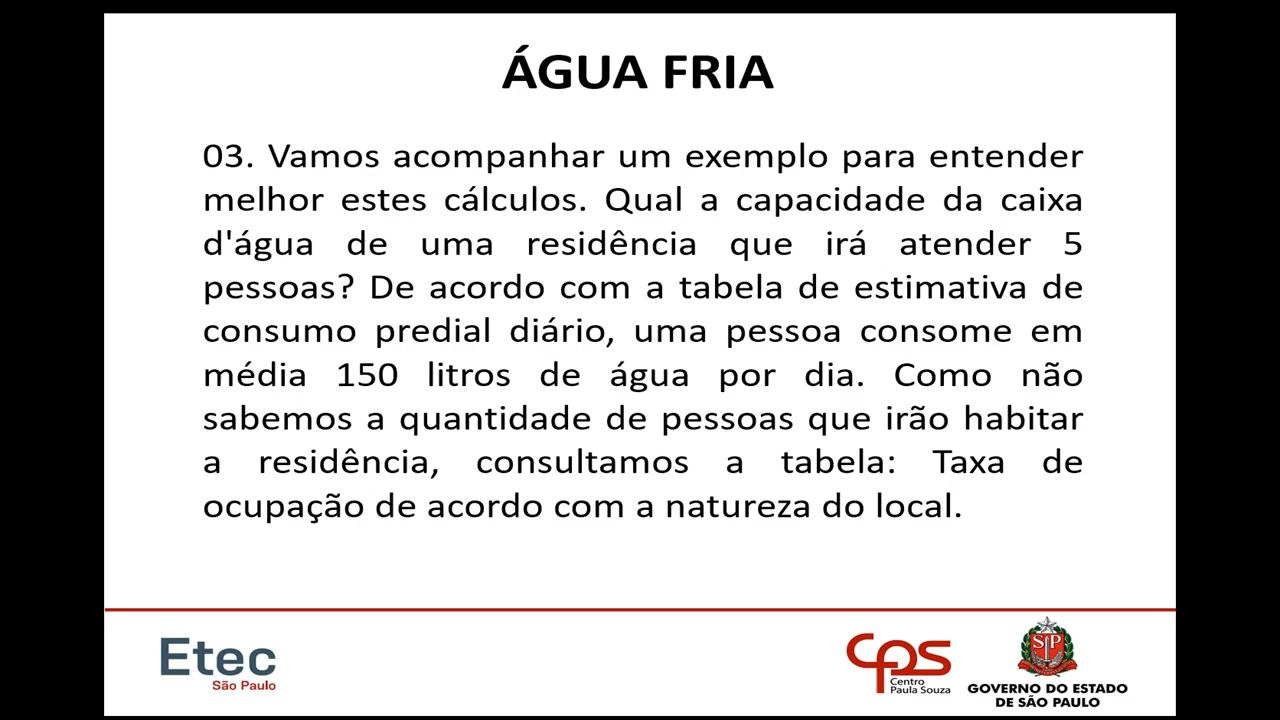 ÁGUA FRIA
03. Vamos acompanhar um exemplo para entender
melhor estes cálculos. Qual a capacidade da caixa
d'água de uma residência que irá atender 5
pessoas? De acordo com a tabela de estimativa de
consumo predial diário, uma pessoa consome em
média 150 litros de água por dia. Como não
sabemos a quantidade de pessoas que irão habitar
a residência, consultamos a tabela: Taxa de
ocupação de acordo com a natureza do local.
Etec
São Paulo
cps
Centro
Paula Souza
SP
GOVERNO DO ESTADO
DE SÃO PAULO